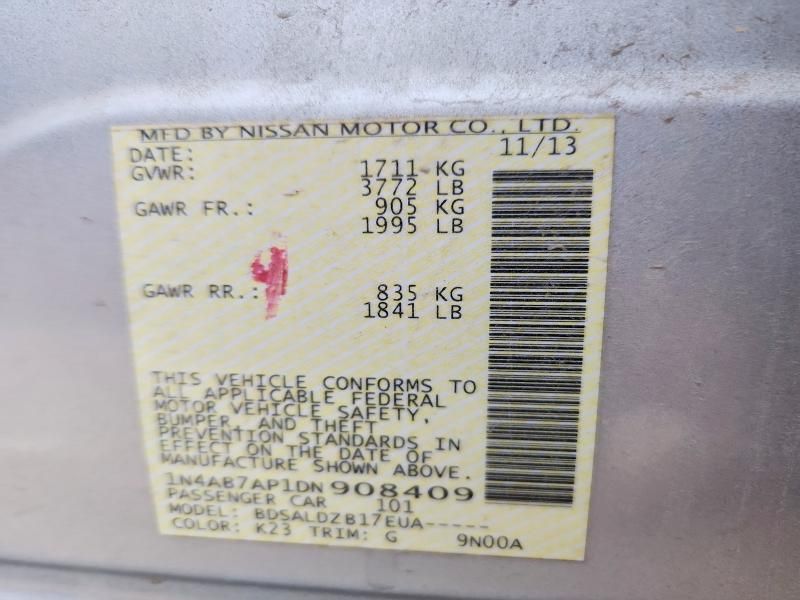 MFD BY NISSAN MOTOR CO., LTD.
DATE: 11/13
GVWR: 1711 KG
3772 LB
GAWR FR.: 905 KG
1995 LB
4
GAWR RR.: 835 KG
1841 LB
THIS VEHICLE CONFORMS TO
ALL APPLICABLE FEDERAL
MOTOR VEHICLE SAFETY,
BUMPER, AND THEFT
PREVENTION STANDARDS IN
EFFECT ON THE DATE OF
MANUFACTURE SHOWN ABOVE.
1N4AB7AP1DN908409
PASSENGER CAR 101
MODEL: BDSALDZB17EUA-----
COLOR: K23 TRIM: G 9N00A